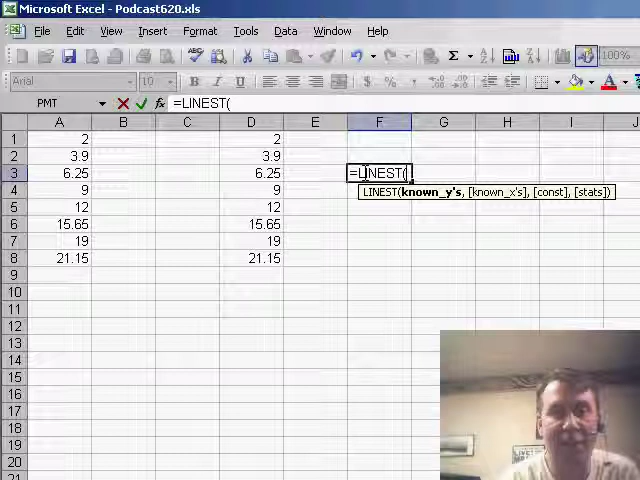 Microsoft Excel - Podcast620.xls
File Edit View Insert Format Tools Data Window Help
100%
Arial 10 B I U $ % ,
PMT =LINEST(
A B C D E F G H I J
1 2 2
2 3.9 3.9
3 6.25 6.25 =LINEST(
4 9 9 LINEST(known_y's, [known_x's], [const], [stats])
5 12 12
6 15.65 15.65
7 19 19
8 21.15 21.15
9
10
11
12
13
14
15
16
17
18
19
20
21